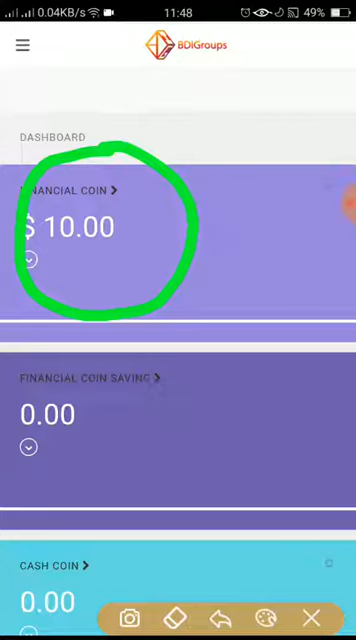 0.04KB/s 11:48 49%
BDIGroups
DASHBOARD
FINANCIAL COIN
$ 10.00
FINANCIAL COIN SAVING
0.00
CASH COIN
0.00